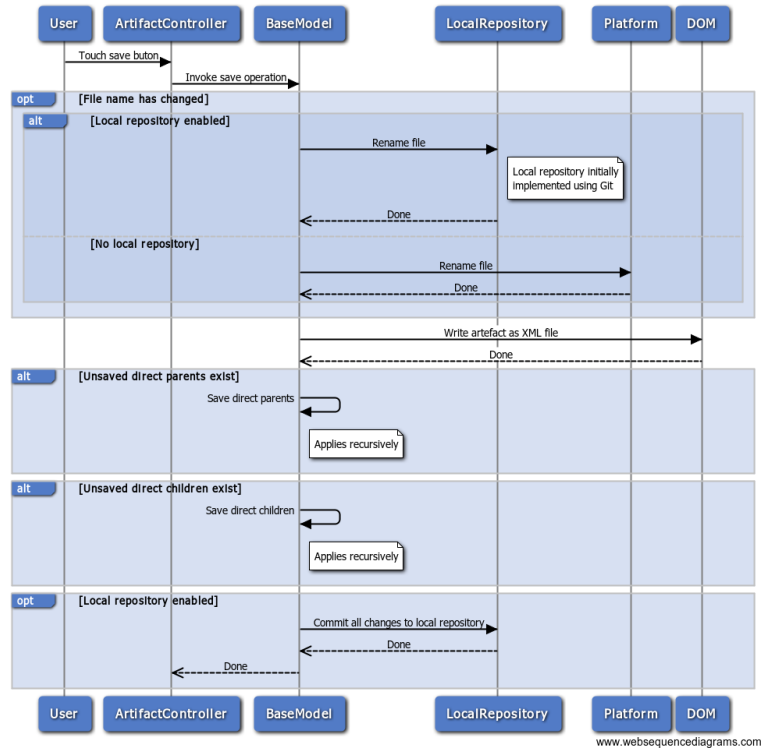 User
ArtifactController
BaseModel
LocalRepository
Platform
DOM
Touch save buton
Invoke save operation
opt
[File name has changed]
alt
[Local repository enabled]
Rename file
Local repository initially
implemented using Git
Done
[No local repository]
Rename file
Done
Write artefact as XML file
Done
alt
[Unsaved direct parents exist]
Save direct parents
Applies recursively
alt
[Unsaved direct children exist]
Save direct children
Applies recursively
opt
[Local repository enabled]
Commit all changes to local repository
Done
Done
User
ArtifactController
BaseModel
LocalRepository
Platform
DOM
www.websequencediagrams.com